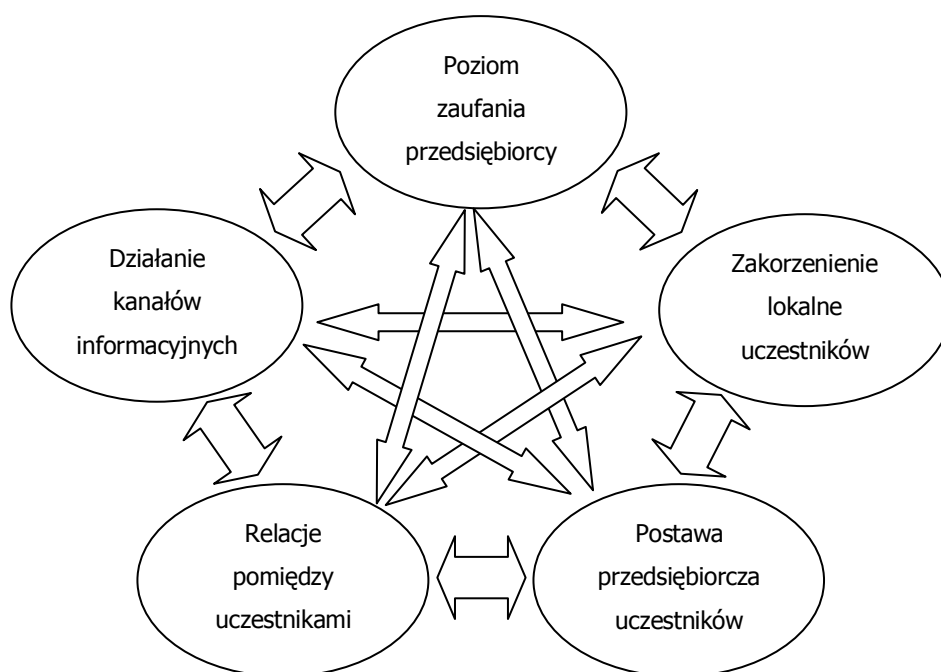 Poziom
zaufania
przedsiębiorcy
Działanie
kanałów
informacyjnych
Zakorzenienie
lokalne
uczestników
Relacje
pomiędzy
uczestnikami
Postawa
przedsiębiorcza
uczestników